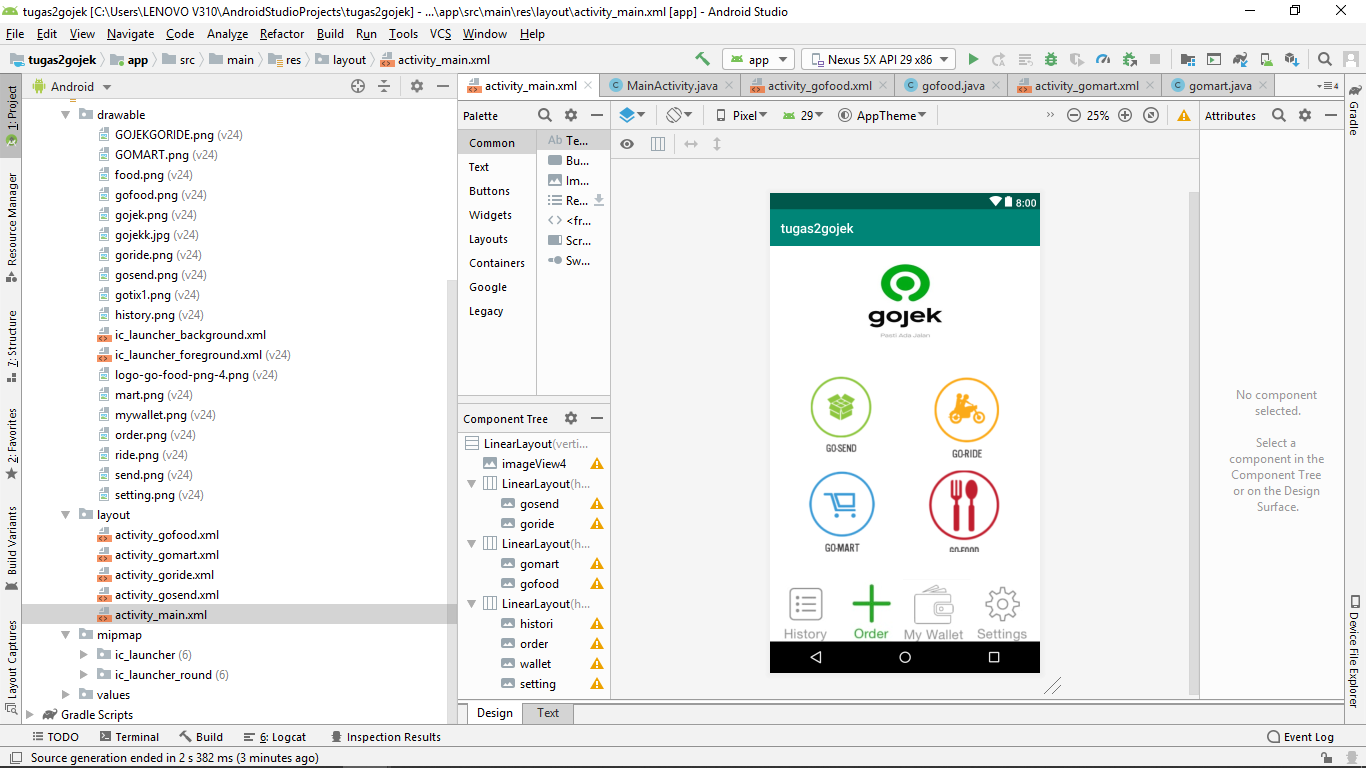 tugas2gojek [C:\Users\LENOVO V310\AndroidStudioProjects\tugas2gojek] - ...\app\src\main\res\layout\activity_main.xml [app] - Android Studio
File Edit View Navigate Code Analyze Refactor Build Run Tools VCS Window Help
tugas2gojek app src main res layout activity_main.xml app Nexus 5X API 29 x86
1: Project
Resource Manager
7: Structure
2: Favorites
Build Variants
Layout Captures
Android
drawable
GOJEKGORIDE.png (v24)
GOMART.png (v24)
food.png (v24)
gofood.png (v24)
gojek.png (v24)
gojekk.jpg (v24)
goride.png (v24)
gosend.png (v24)
gotix1.png (v24)
history.png (v24)
ic_launcher_background.xml
ic_launcher_foreground.xml (v24)
logo-go-food-png-4.png (v24)
mart.png (v24)
mywallet.png (v24)
order.png (v24)
ride.png (v24)
send.png (v24)
setting.png (v24)
layout
activity_gofood.xml
activity_gomart.xml
activity_goride.xml
activity_gosend.xml
activity_main.xml
mipmap
ic_launcher (6)
ic_launcher_round (6)
values
Gradle Scripts
activity_main.xml MainActivity.java activity_gofood.xml gofood.java activity_gomart.xml gomart.java 4
Palette
Common
Text
Buttons
Widgets
Layouts
Containers
Google
Legacy
Ab Te...
Bu...
Im...
Re...
<> <fr...
Scr...
Sw...
Component Tree
LinearLayout(verti...
imageView4
LinearLayout(h...
gosend
goride
LinearLayout(h...
gomart
gofood
LinearLayout(h...
histori
order
wallet
setting
Pixel 29 AppTheme 25%
8:00
tugas2gojek
gojek
Pasti Ada Jalan
GO-SEND GO-RIDE
GO-MART GO-FOOD
History Order My Wallet Settings
Design Text
Attributes
No component
selected.
Select a
component in the
Component Tree
or on the Design
Surface.
Gradle
Device File Explorer
TODO Terminal Build 6: Logcat Inspection Results Event Log
Source generation ended in 2 s 382 ms (3 minutes ago)